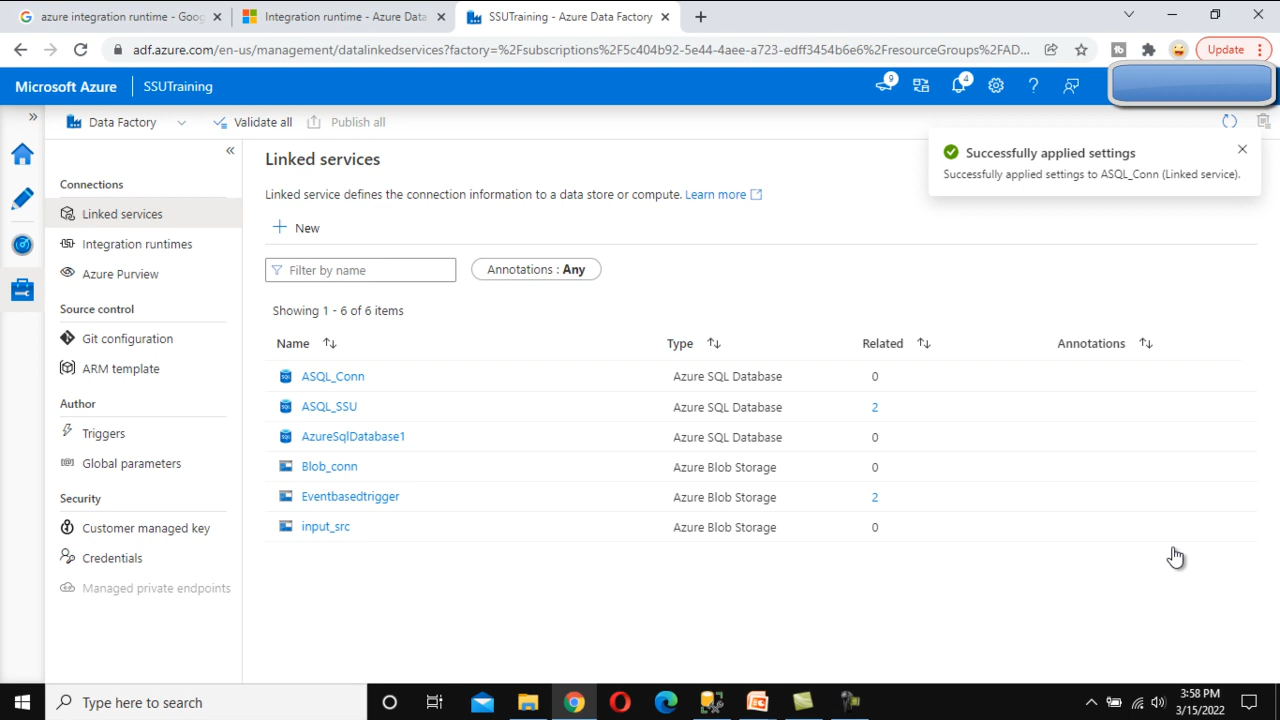 azure integration runtime - Goog
Integration runtime - Azure Data
SSUTraining - Azure Data Factory
adf.azure.com/en-us/management/datalinkedservices?factory=%2Fsubscriptions%2F5c404b92-5e44-4aee-a723-edff3454b6e6%2FresourceGroups%2FAD...
Update
Microsoft Azure
SSUTraining
9
4
Data Factory
Validate all
Publish all
Successfully applied settings
Successfully applied settings to ASQL_Conn (Linked service).
Connections
Linked services
Integration runtimes
Azure Purview
Source control
Git configuration
ARM template
Author
Triggers
Global parameters
Security
Customer managed key
Credentials
Managed private endpoints
Linked services
Linked service defines the connection information to a data store or compute. Learn more
New
Filter by name
Annotations : Any
Showing 1 - 6 of 6 items
Name Type Related Annotations
ASQL_Conn Azure SQL Database 0
ASQL_SSU Azure SQL Database 2
AzureSqlDatabase1 Azure SQL Database 0
Blob_conn Azure Blob Storage 0
Eventbasedtrigger Azure Blob Storage 2
input_src Azure Blob Storage 0
Type here to search
3:58 PM
3/15/2022